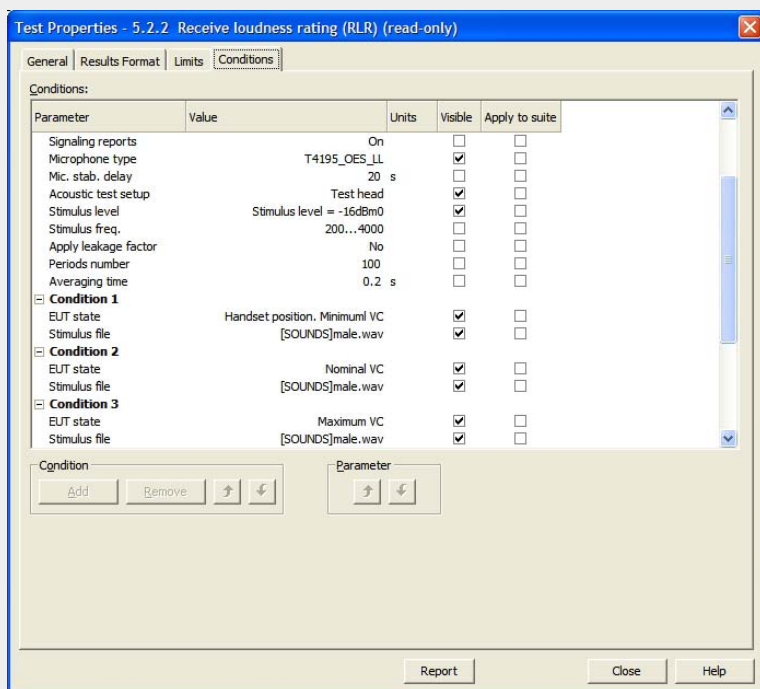 Test Properties - 5.2.2 Receive loudness rating (RLR) (read-only)
General Results Format Limits Conditions
Conditions:
Parameter Value Units Visible Apply to suite
Signaling reports On
Microphone type T4195_OES_LL
Mic. stab. delay 20 s
Acoustic test setup Test head
Stimulus level Stimulus level = -16dBm0
Stimulus freq. 200...4000
Apply leakage factor No
Periods number 100
Averaging time 0.2 s
Condition 1
EUT state Handset position. Minimuml VC
Stimulus file [SOUNDS]male.wav
Condition 2
EUT state Nominal VC
Stimulus file [SOUNDS]male.wav
Condition 3
EUT state Maximum VC
Stimulus file [SOUNDS]male.wav
Condition Parameter
Add Remove
Report Close Help